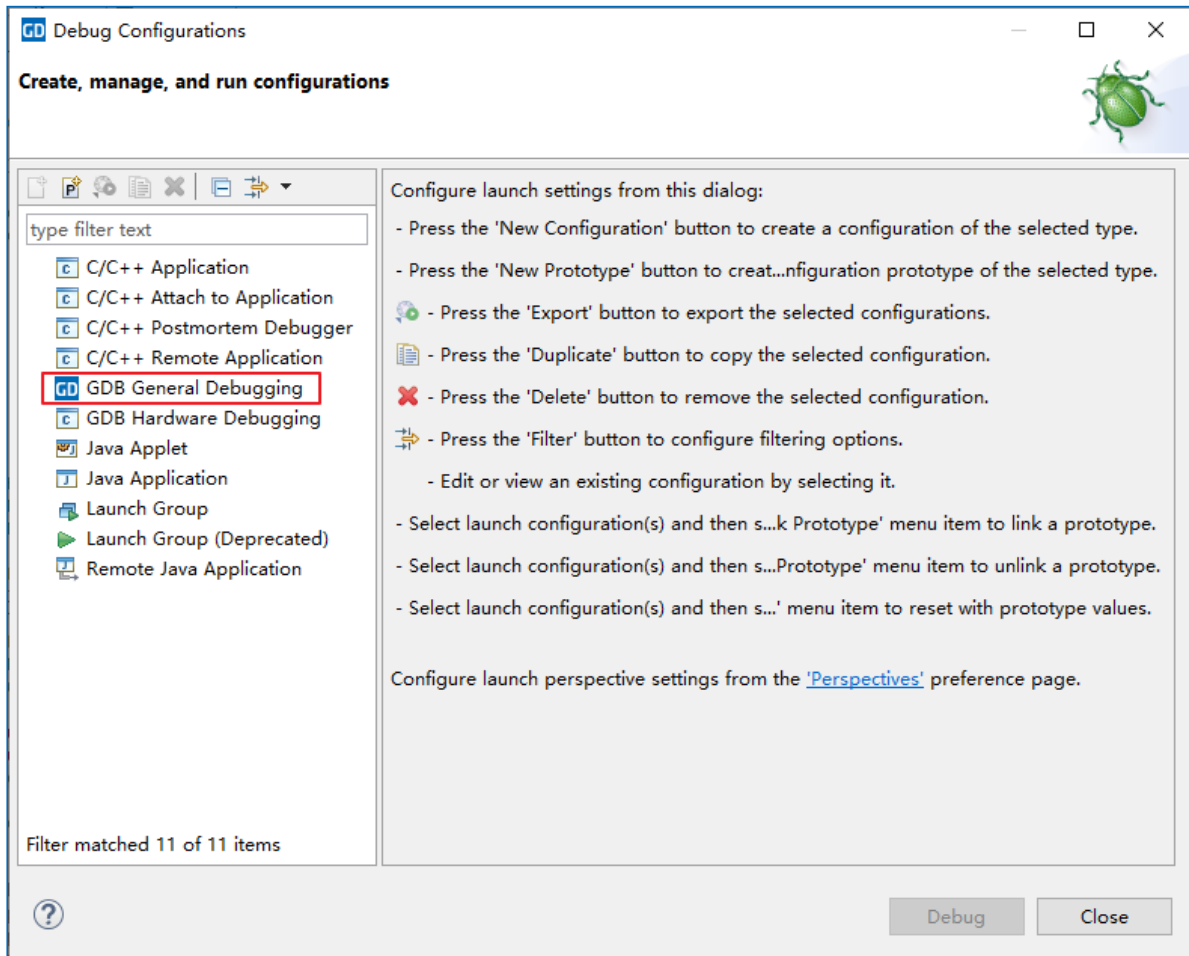 GD Debug Configurations
Create, manage, and run configurations
type filter text
C/C++ Application
C/C++ Attach to Application
C/C++ Postmortem Debugger
C/C++ Remote Application
GD GDB General Debugging
GDB Hardware Debugging
Java Applet
Java Application
Launch Group
Launch Group (Deprecated)
Remote Java Application
Filter matched 11 of 11 items
Configure launch settings from this dialog:
- Press the 'New Configuration' button to create a configuration of the selected type.
- Press the 'New Prototype' button to creat...nfiguration prototype of the selected type.
- Press the 'Export' button to export the selected configurations.
- Press the 'Duplicate' button to copy the selected configuration.
- Press the 'Delete' button to remove the selected configuration.
- Press the 'Filter' button to configure filtering options.
- Edit or view an existing configuration by selecting it.
- Select launch configuration(s) and then s...k Prototype' menu item to link a prototype.
- Select launch configuration(s) and then s...Prototype' menu item to unlink a prototype.
- Select launch configuration(s) and then s...' menu item to reset with prototype values.
Configure launch perspective settings from the 'Perspectives' preference page.
Debug
Close